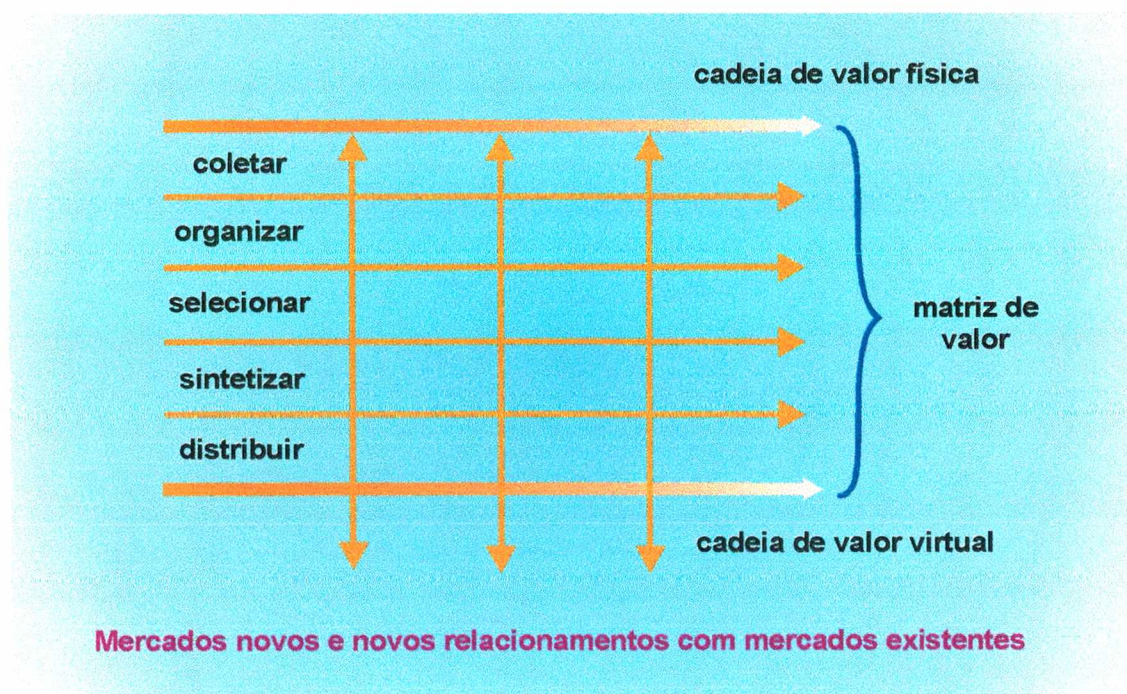 cadeia de valor física
coletar
organizar
selecionar
matriz de
valor
sintetizar
distribuir
cadeia de valor virtual
Mercados novos e novos relacionamentos com mercados existentes